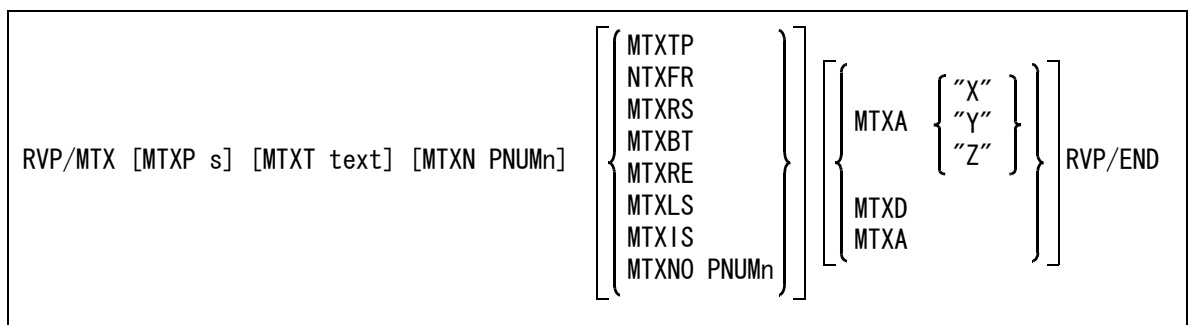 RVP/MTX [MTXP s] [MTXT text] [MTXN PNUMn]
MTXTP
NTXFR
MTXRS
MTXBT
MTXRE
MTXLS
MTXIS
MTXNO PNUMn
MTXA
″X″
″Y″
″Z″
MTXD
MTXA
RVP/END